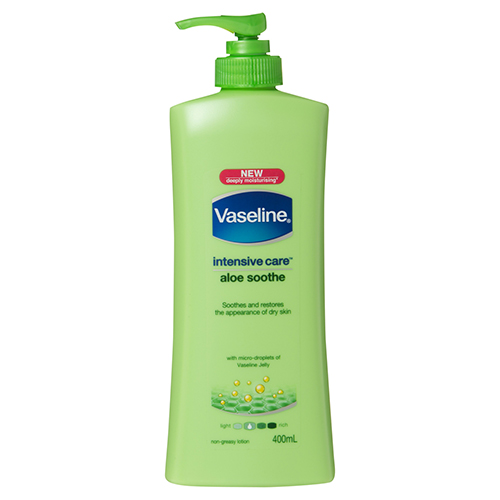 NEW
deeply moisturising*
Vaseline®
intensive care™
aloe soothe
Soothes and restores
the appearance of dry skin
with micro-droplets of
Vaseline Jelly
light rich
non-greasy lotion
400mL